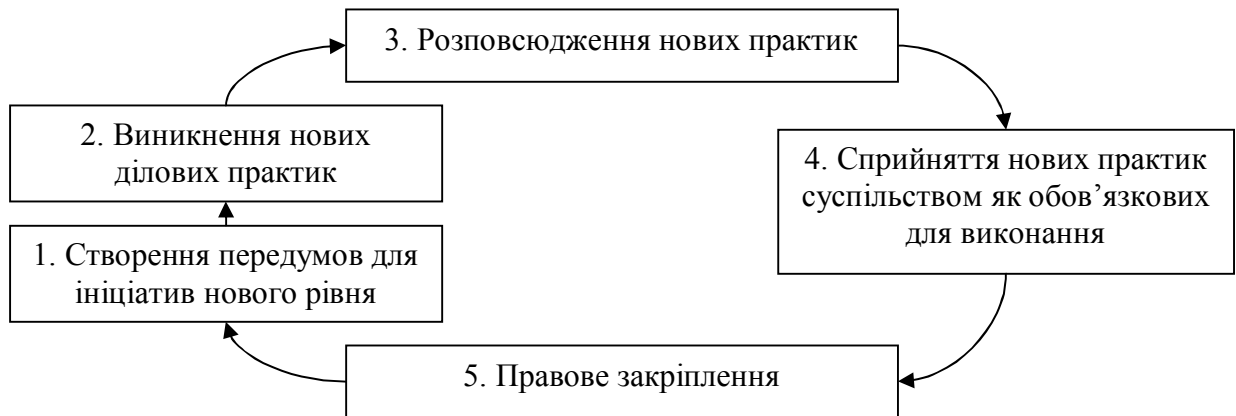 3. Розповсюдження нових практик
2. Виникнення нових
ділових практик
4. Сприйняття нових практик
суспільством як обов’язкових
для виконання
1. Створення передумов для
ініціатив нового рівня
5. Правове закріплення